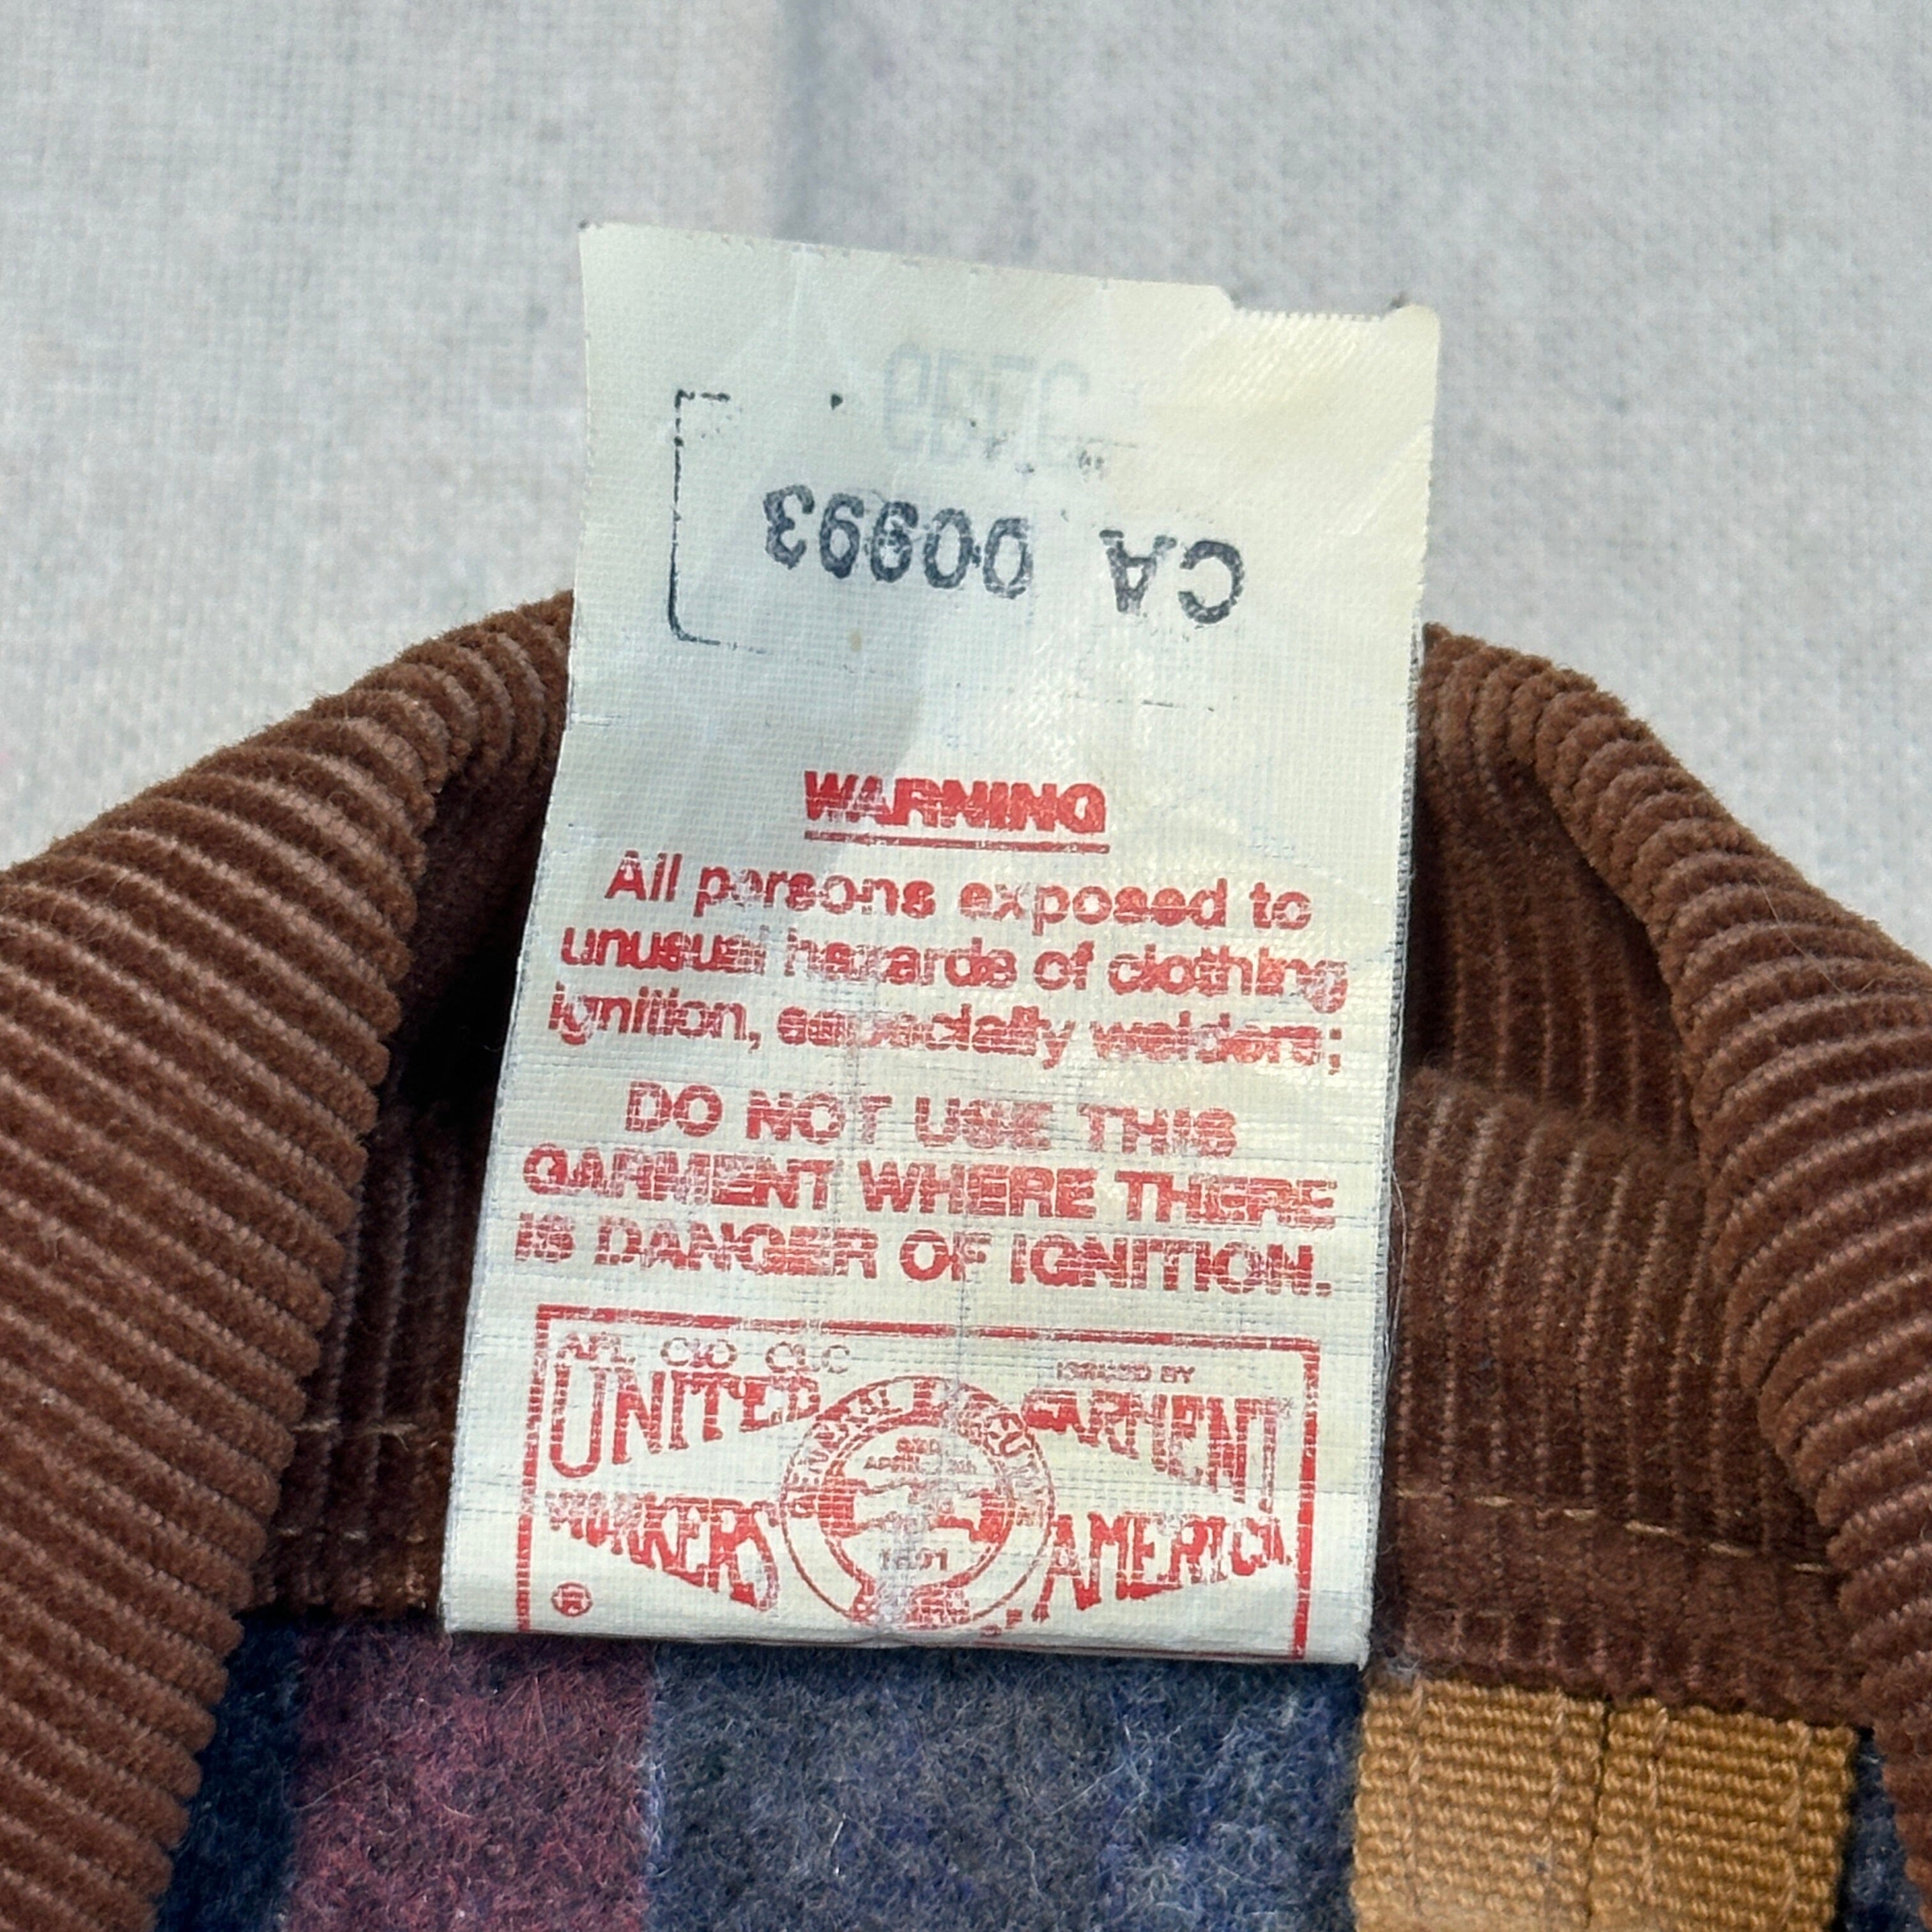 CA 00993
WARNING
All persons exposed to
unusual hazards of clothing
ignition, especially welders;
DO NOT USE THIS
GARMENT WHERE THERE
IS DANGER OF IGNITION.
AFL CIO CLC ISSUED BY
UNITED GARMENT
WORKERS OF AMERICA
1891
®